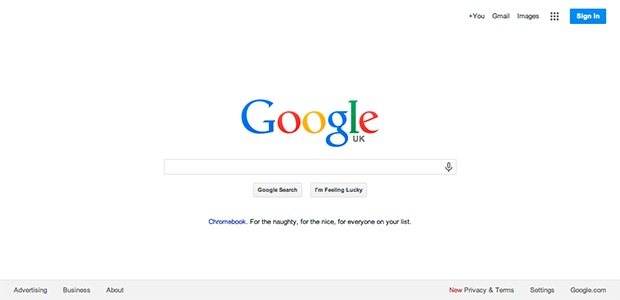 +You Gmail Images Sign in
Google
UK
Google Search I'm Feeling Lucky
Chromebook. For the naughty, for the nice, for everyone on your list.
Advertising Business About New Privacy & Terms Settings Google.com